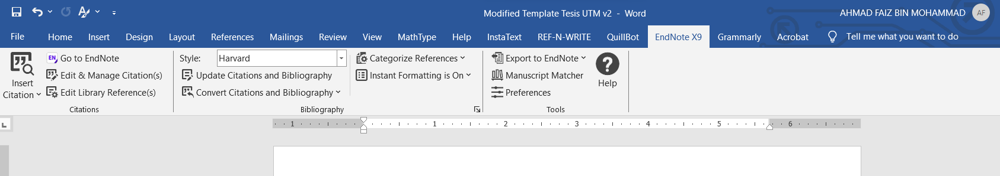 Modified Template Tesis UTM v2 - Word
AHMAD FAIZ BIN MOHAMMAD AF
File Home Insert Design Layout References Mailings Review View MathType Help InstaText REF-N-WRITE QuillBot EndNote X9 Grammarly Acrobat Tell me what you want to do
Insert Citation
EN Go to EndNote
Edit & Manage Citation(s)
Edit Library Reference(s)
Citations
Style: Harvard
Update Citations and Bibliography
Convert Citations and Bibliography
Categorize References
Instant Formatting is On
Bibliography
Export to EndNote
Manuscript Matcher
Preferences
Help
Tools
1 1 2 3 4 5 6